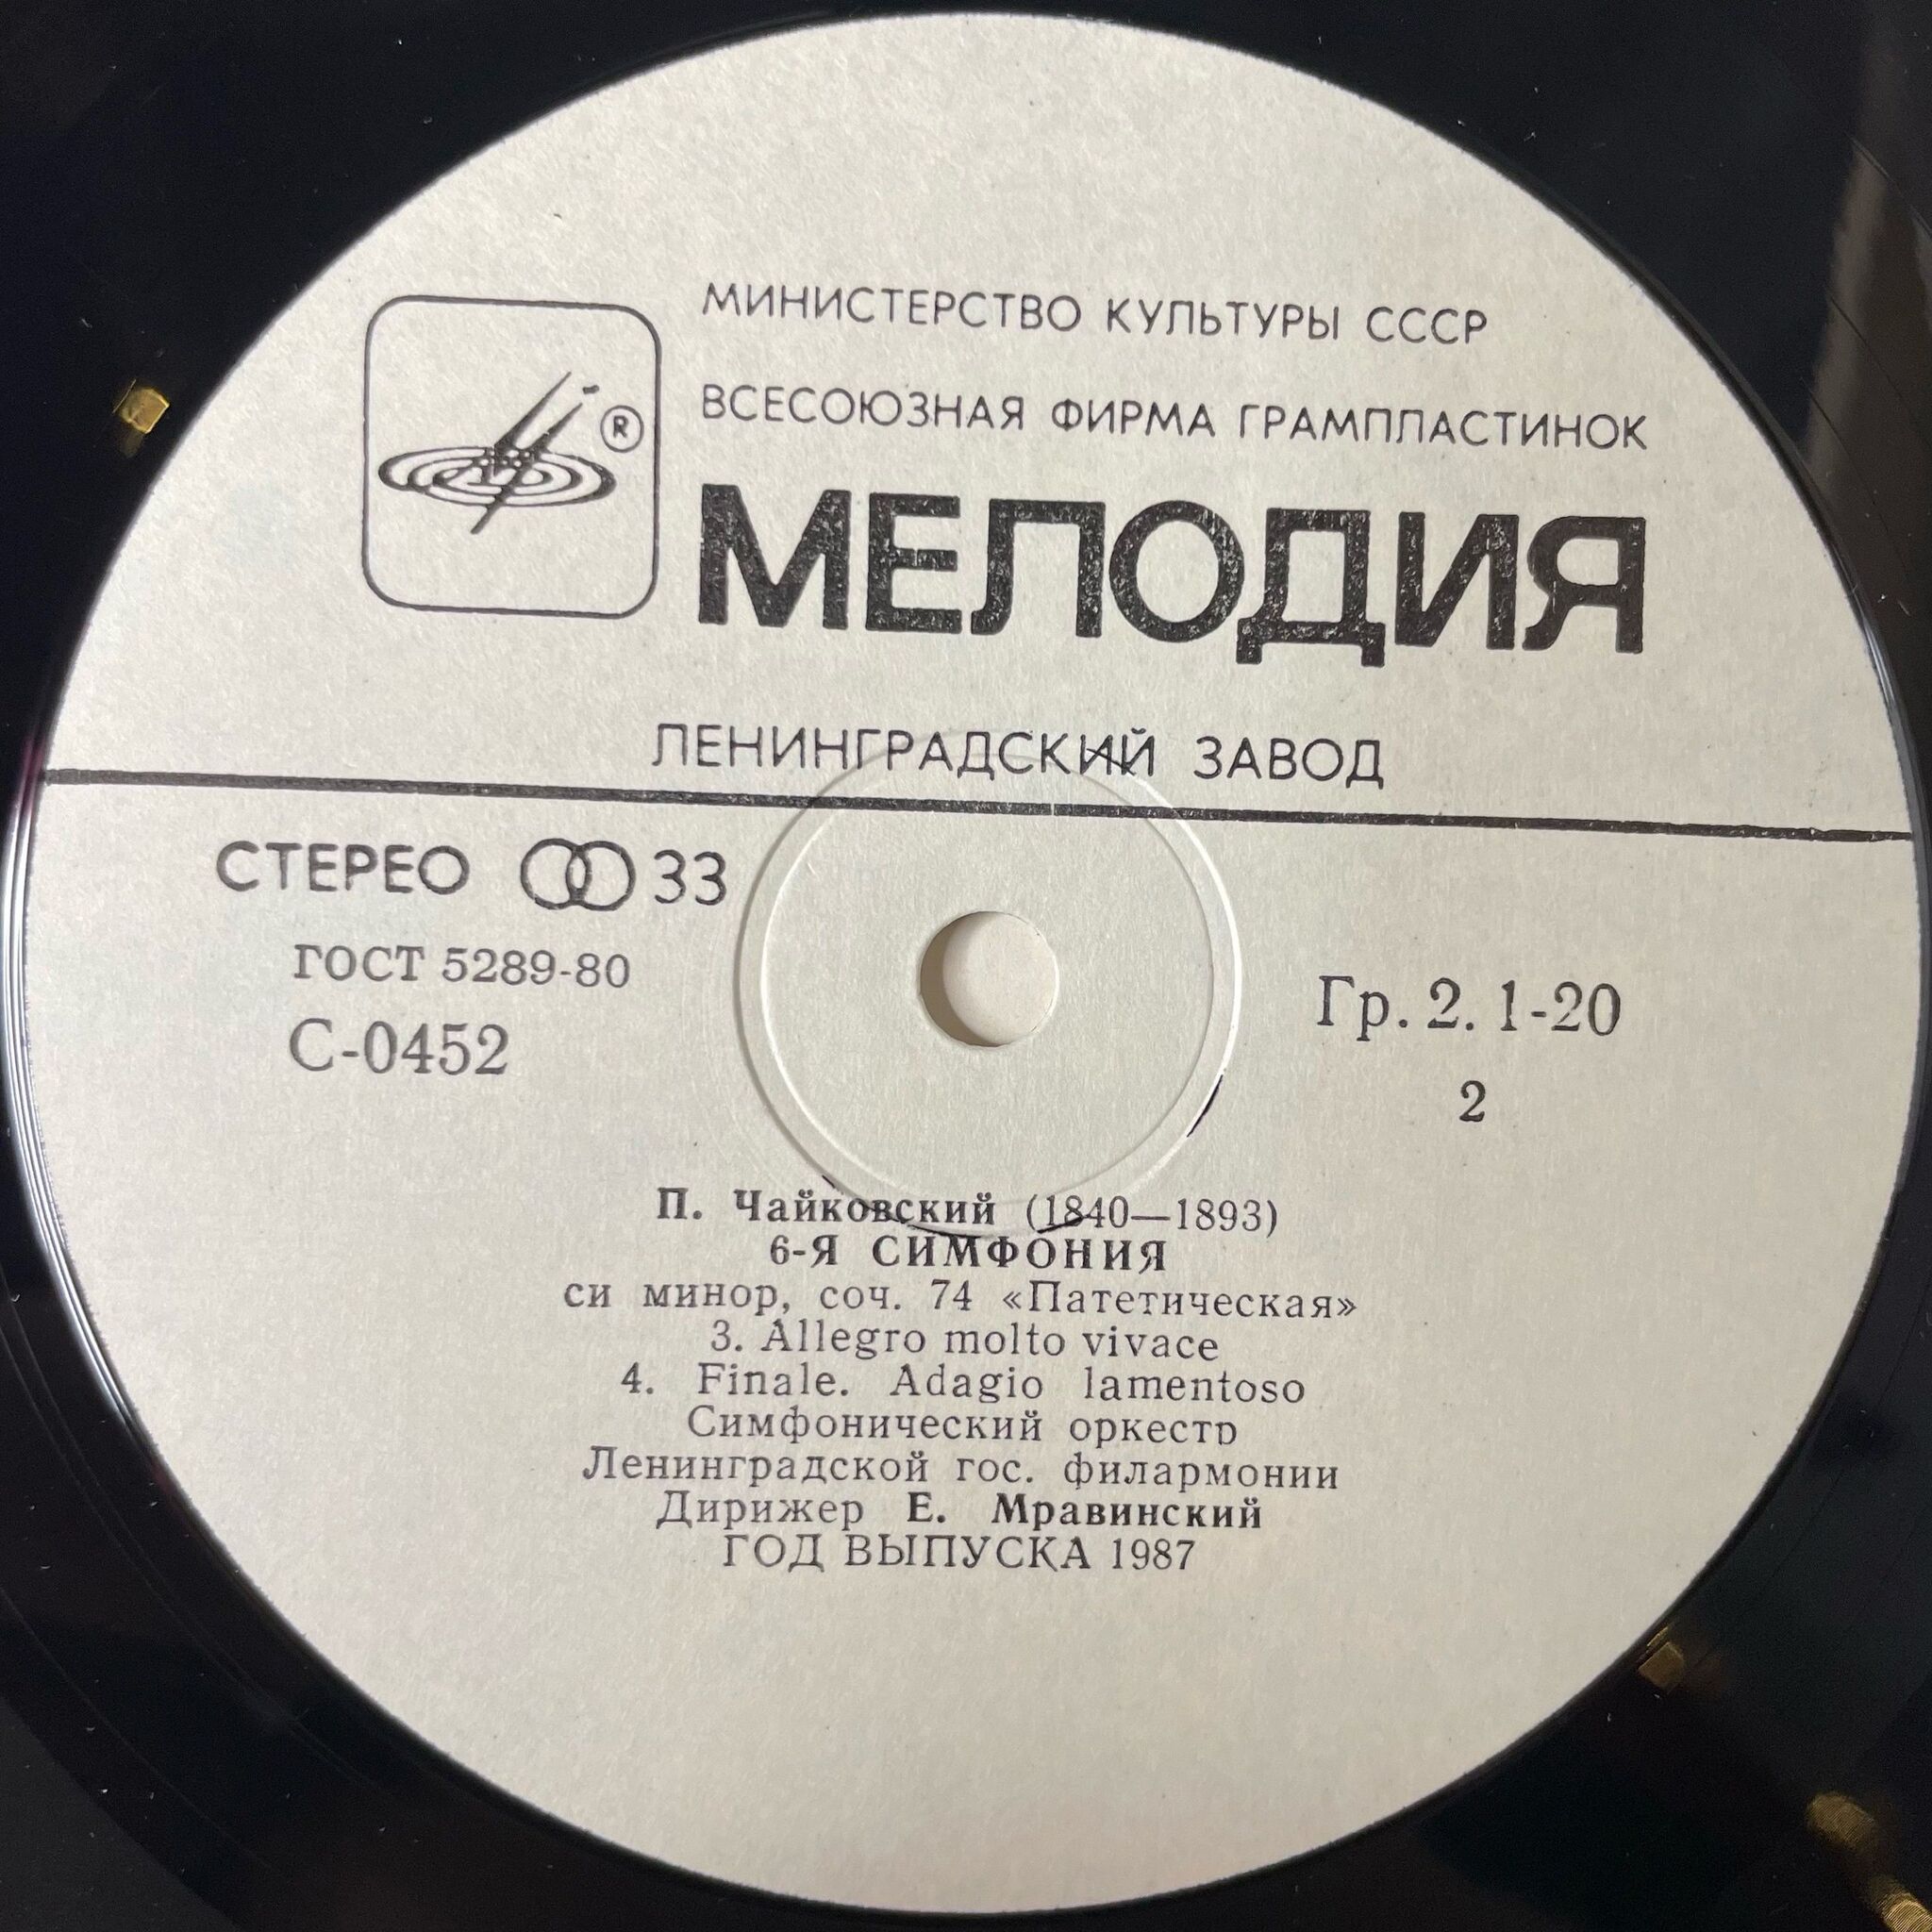 МИНИСТЕРСТВО КУЛЬТУРЫ СССР
ВСЕСОЮЗНАЯ ФИРМА ГРАМПЛАСТИНОК
®
МЕЛОДИЯ
ЛЕНИНГРАДСКИЙ ЗАВОД
СТЕРЕО 33
ГОСТ 5289-80
С-0452
Гр. 2. 1-20
2
П. Чайковский (1840—1893)
6-Я СИМФОНИЯ
си минор, соч. 74 «Патетическая»
3. Allegro molto vivace
4. Finale. Adagio lamentoso
Симфонический оркестр
Ленинградской гос. филармонии
Дирижер Е. Мравинский
ГОД ВЫПУСКА 1987